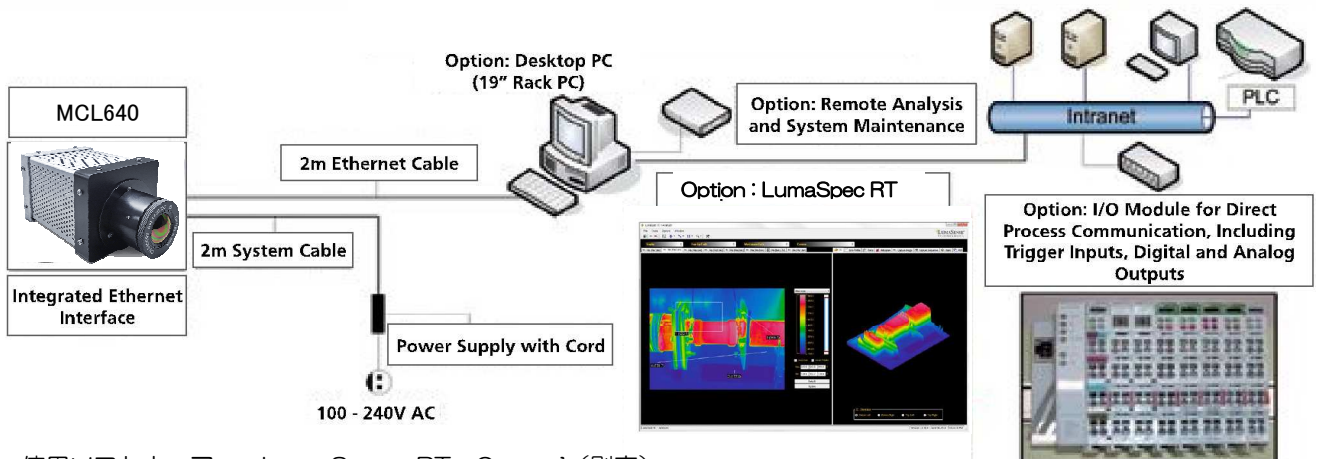 MCL640
Integrated Ethernet
Interface
2m Ethernet Cable
2m System Cable
Power Supply with Cord
100 - 240V AC
Option: Desktop PC
(19” Rack PC)
Option: Remote Analysis
and System Maintenance
Option : LumaSpec RT
Intranet
PLC
Option: I/O Module for Direct
Process Communication, Including
Trigger Inputs, Digital and Analog
Outputs